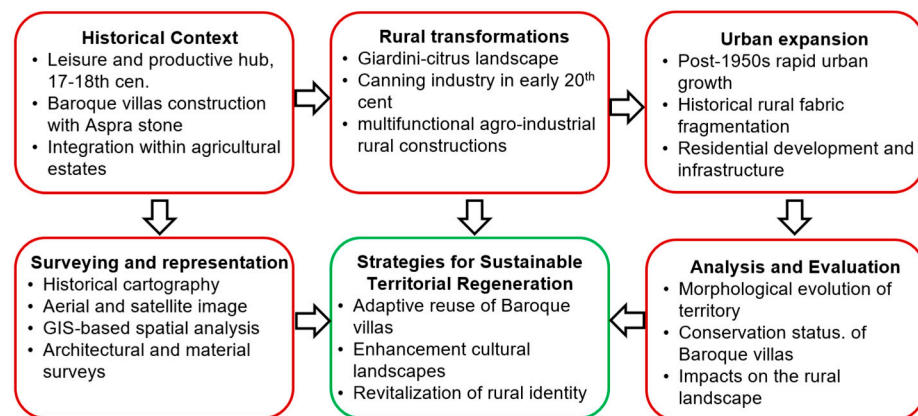 Historical Context
• Leisure and productive hub,
17-18th cen.
• Baroque villas construction
with Aspra stone
• Integration within agricultural
estates
Rural transformations
• Giardini-citrus landscape
• Canning industry in early 20th
cent
• multifunctional agro-industrial
rural constructions
Urban expansion
• Post-1950s rapid urban
growth
• Historical rural fabric
fragmentation
• Residential development and
infrastructure
Surveying and representation
• Historical cartography
• Aerial and satellite image
• GIS-based spatial analysis
• Architectural and material
surveys
Strategies for Sustainable
Territorial Regeneration
• Adaptive reuse of Baroque
villas
• Enhancement cultural
landscapes
• Revitalization of rural identity
Analysis and Evaluation
• Morphological evolution of
territory
• Conservation status. of
Baroque villas
• Impacts on the rural
landscape